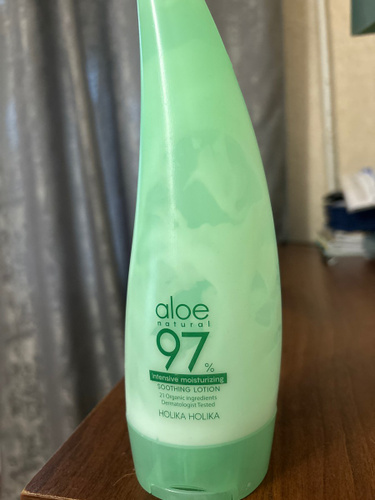 aloe
natural
97%
intensive moisturizing
SOOTHING LOTION
21 Organic Ingredients
Dermatologist Tested
HOLIKA HOLIKA